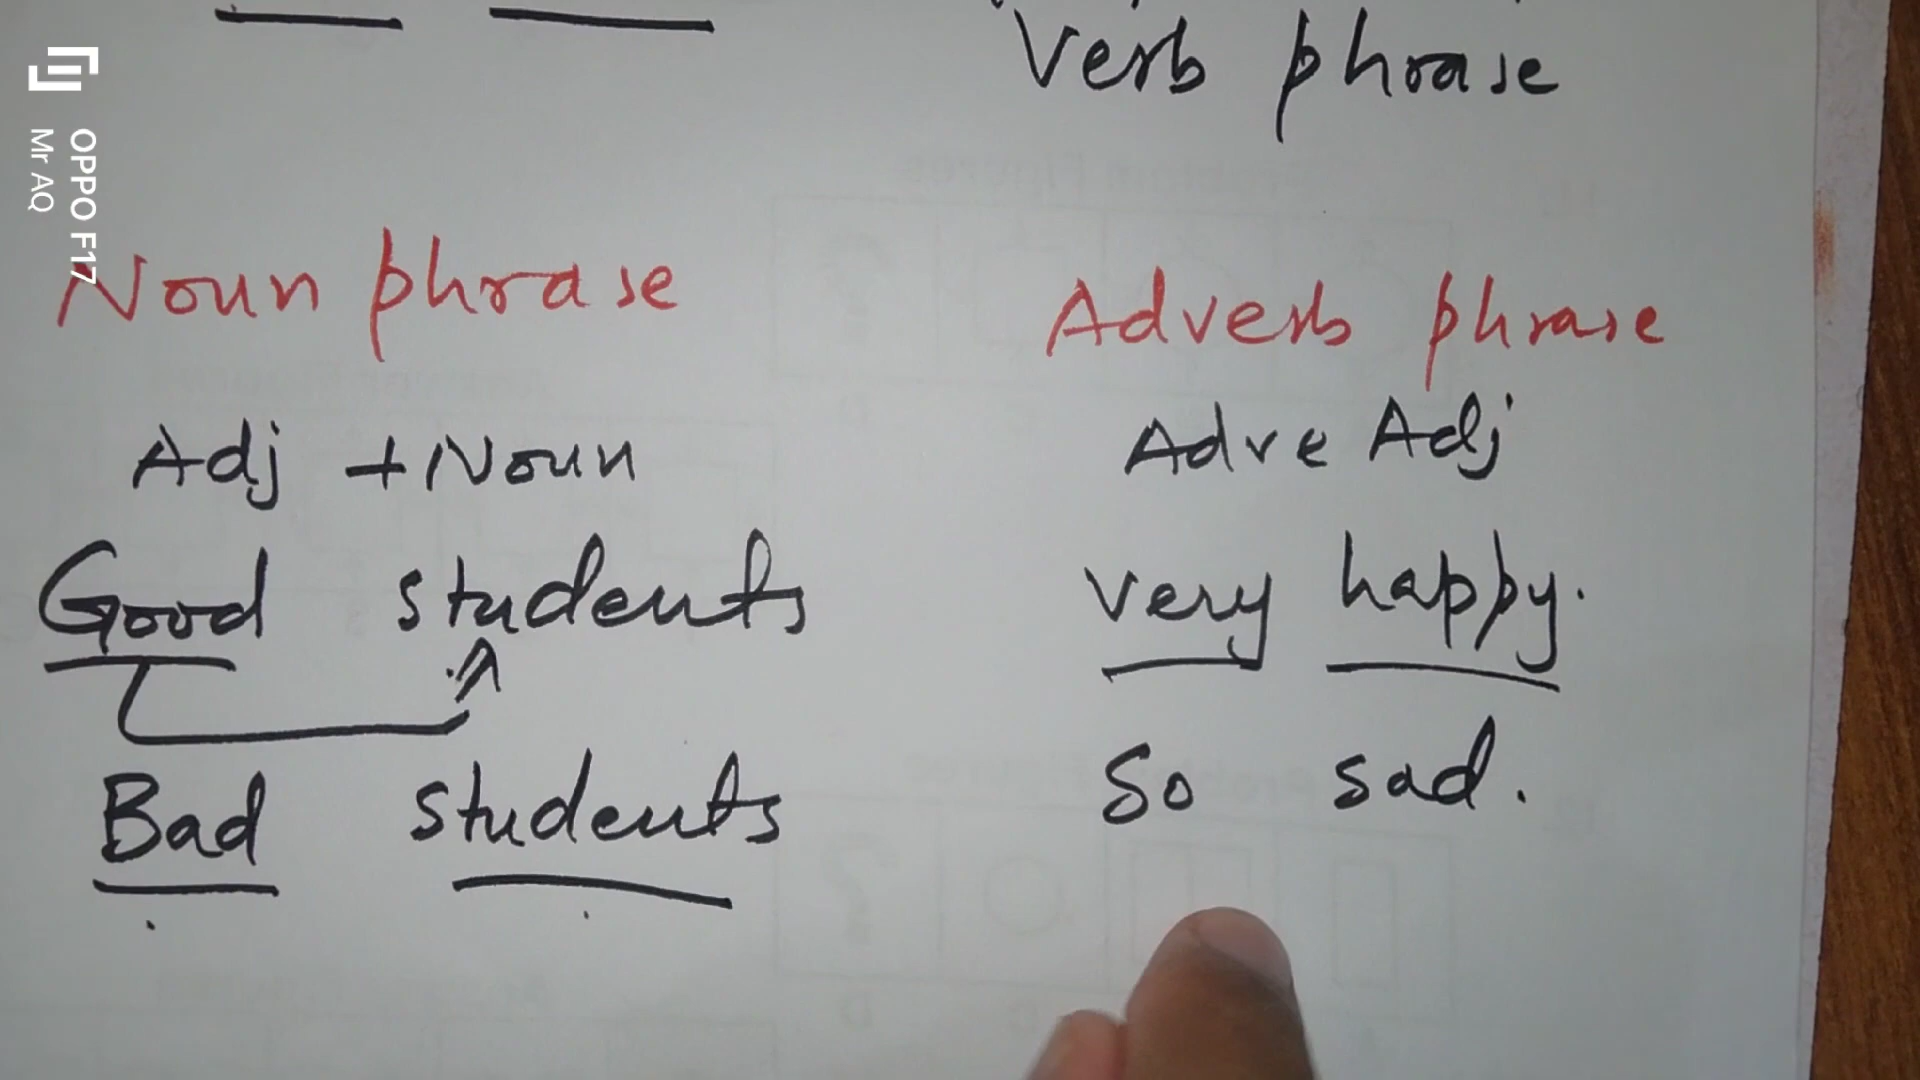 Verb phrase
OPPO F17
Mr AQ
Noun phrase
Adj + Noun
Good students
Bad students
Adverb phrase
Adve Adj
very happy.
So sad.